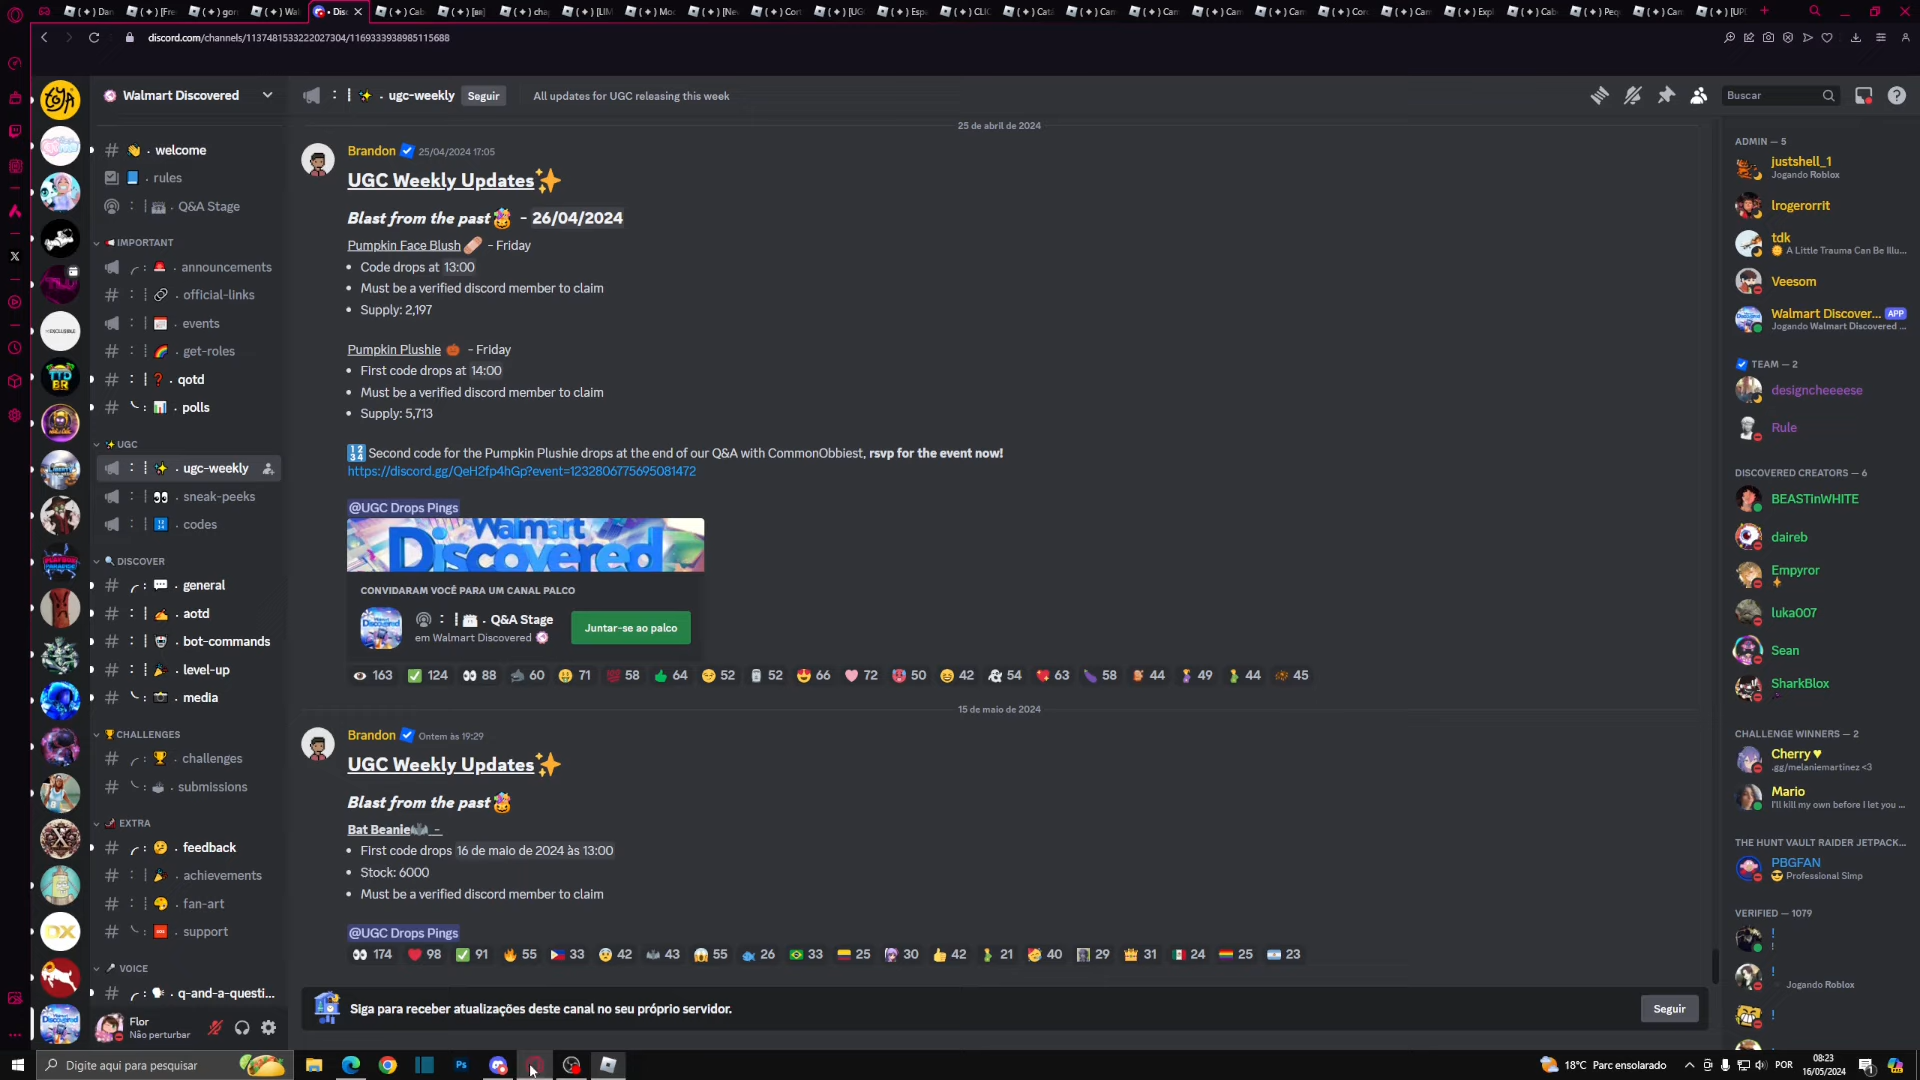 discord.com/channels/1137481533222027304/1169333938985115688
Walmart Discovered
ugc-weekly
Seguir
All updates for UGC releasing this week
Buscar
welcome
rules
Q&A Stage
IMPORTANT
announcements
official-links
events
get-roles
qotd
polls
UGC
ugc-weekly
sneak-peeks
codes
DISCOVER
general
aotd
bot-commands
level-up
media
CHALLENGES
challenges
submissions
EXTRA
feedback
achievements
fan-art
support
VOICE
q-and-a-questi...
Flor
Não perturbar
25 de abril de 2024
Brandon 25/04/2024 17:05
UGC Weekly Updates✨
Blast from the past - 26/04/2024
Pumpkin Face Blush - Friday
• Code drops at 13:00
• Must be a verified discord member to claim
• Supply: 2,197
Pumpkin Plushie 🎃 - Friday
• First code drops at 14:00
• Must be a verified discord member to claim
• Supply: 5,713
🔢 Second code for the Pumpkin Plushie drops at the end of our Q&A with CommonObbiest, rsvp for the event now!
https://discord.gg/QeH2fp4hGp?event=1232806775695081472
@UGC Drops Pings
Walmart
Discovered
CONVIDARAM VOCÊ PARA UM CANAL PALCO
Q&A Stage
em Walmart Discovered
Juntar-se ao palco
163 124 88 60 71 58 64 52 52 66 72 50 42 54 63 58 44 49 44 45
15 de maio de 2024
Brandon Ontem às 19:29
UGC Weekly Updates✨
Blast from the past
Bat Beanie -
• First code drops 16 de maio de 2024 às 13:00
• Stock: 6000
• Must be a verified discord member to claim
@UGC Drops Pings
174 98 91 55 33 42 43 55 26 33 25 30 42 21 40 29 31 24 25 23
Siga para receber atualizações deste canal no seu próprio servidor.
Seguir
ADMIN — 5
justshell_1
Jogando Roblox
lrogerorrit
tdk
A Little Trauma Can Be Illu...
Veesom
Walmart Discover... APP
Jogando Walmart Discovered ...
TEAM — 2
designcheeeese
Rule
DISCOVERED CREATORS — 6
BEASTinWHITE
daireb
Empyror
luka007
Sean
SharkBlox
CHALLENGE WINNERS — 2
Cherry ♥
.gg/melaniemartinez <3
Mario
I'll kill my own before I let you ...
THE HUNT VAULT RAIDER JETPACK...
PBGFAN
Professional Simp
VERIFIED — 1079
!
!
!
Jogando Roblox
!
Digite aqui para pesquisar
18°C Parc ensolarado
POR
08:23
16/05/2024